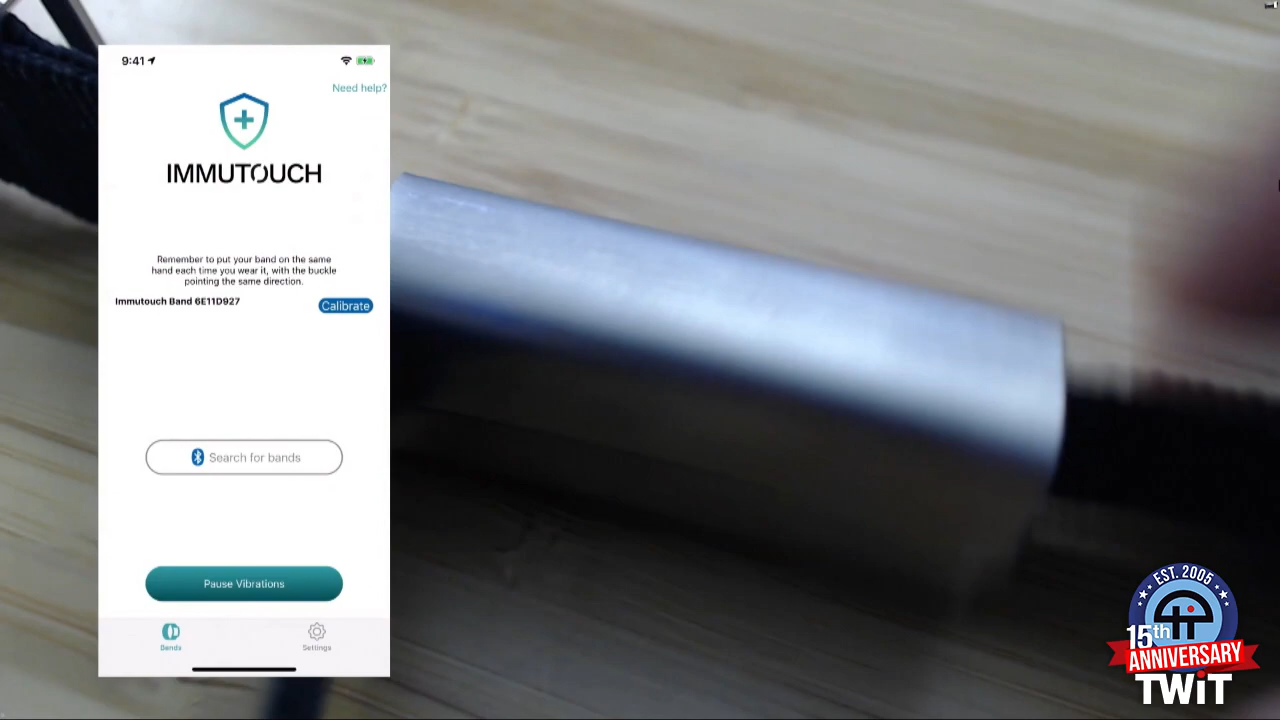 9:41
Need help?
IMMUTOUCH
Remember to put your band on the same
hand each time you wear it, with the buckle
pointing the same direction.
Immutouch Band 6E11D927
Calibrate
Search for bands
Pause Vibrations
Bands
Settings
EST. 2005
15th
ANNIVERSARY
TWiT